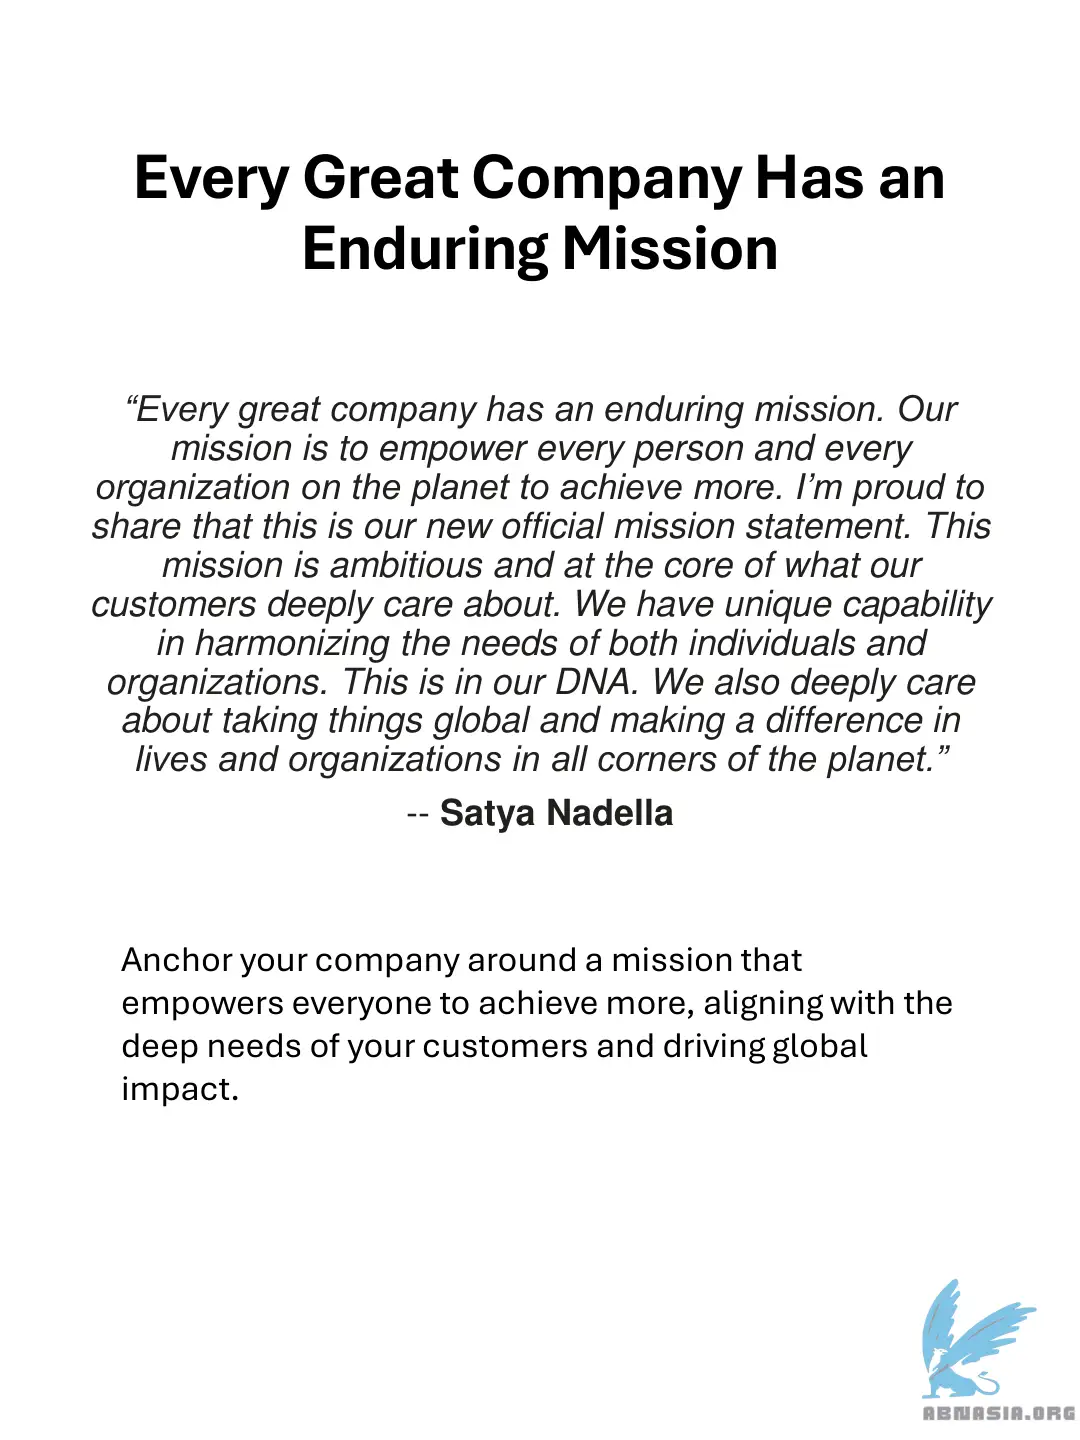 Every Great Company Has an
Enduring Mission
“Every great company has an enduring mission. Our
mission is to empower every person and every
organization on the planet to achieve more. I’m proud to
share that this is our new official mission statement. This
mission is ambitious and at the core of what our
customers deeply care about. We have unique capability
in harmonizing the needs of both individuals and
organizations. This is in our DNA. We also deeply care
about taking things global and making a difference in
lives and organizations in all corners of the planet.”
-- Satya Nadella
Anchor your company around a mission that
empowers everyone to achieve more, aligning with the
deep needs of your customers and driving global
impact.
ABNASIA.ORG